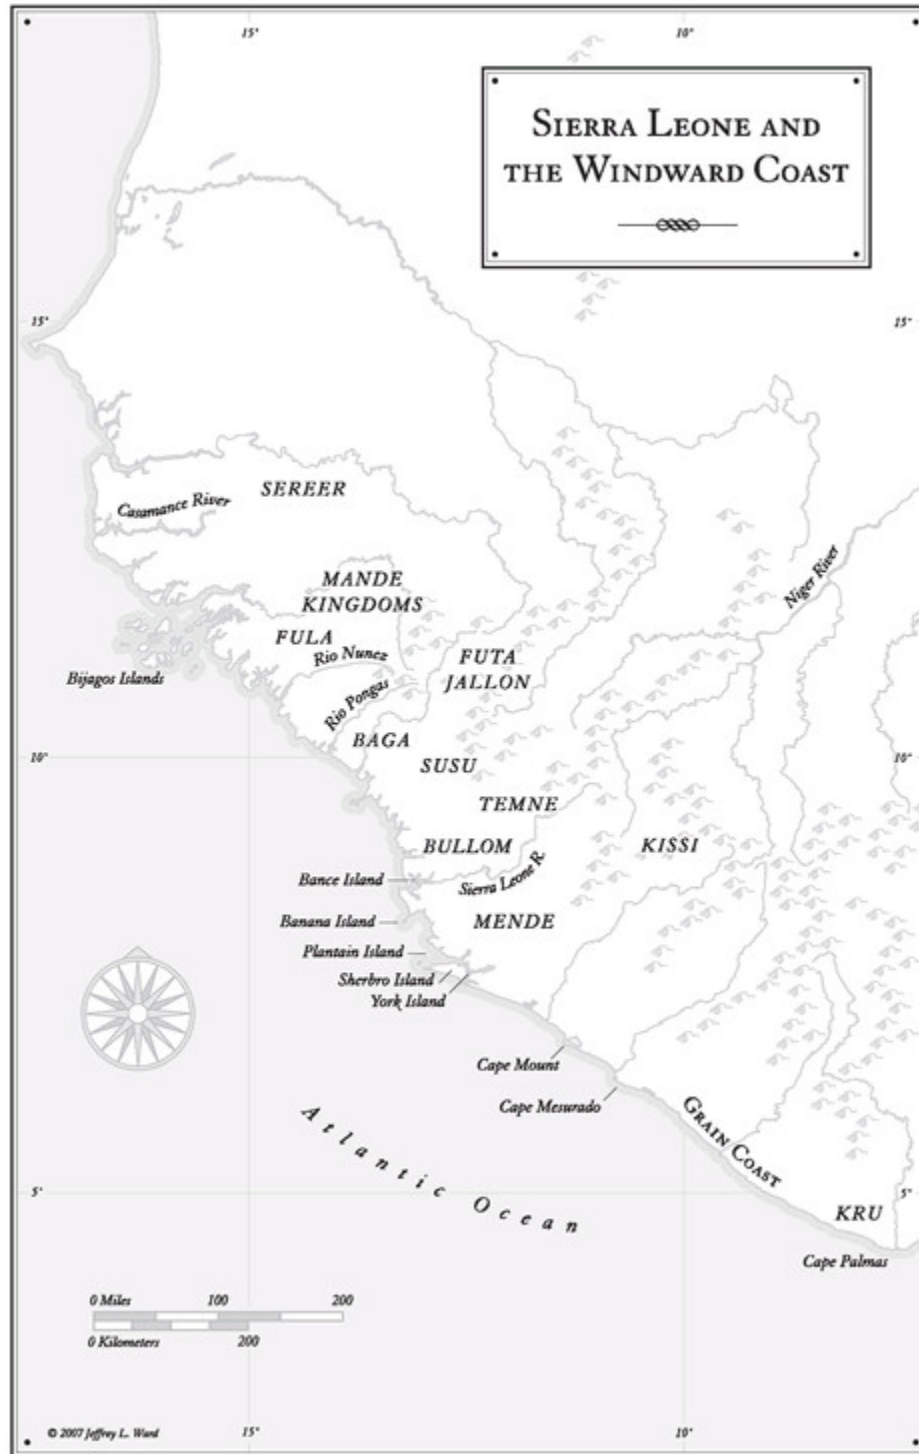 15°
10°
SIERRA LEONE AND
THE WINDWARD COAST
15°
15°
SEREER
Casamance River
MANDE
KINGDOMS
Niger River
FULA
Rio Nunez
FUTA
JALLON
Bijagos Islands
Rio Pongas
BAGA
10°
10°
SUSU
TEMNE
BULLOM
KISSI
Bance Island
Sierra Leone R.
Banana Island
MENDE
Plantain Island
Sherbro Island
York Island
Cape Mount
Cape Mesurado
GRAIN COAST
Atlantic Ocean
5°
5°
KRU
Cape Palmas
0 Miles 100 200
0 Kilometers 200
© 2007 Jeffrey L. Ward
15°
10°